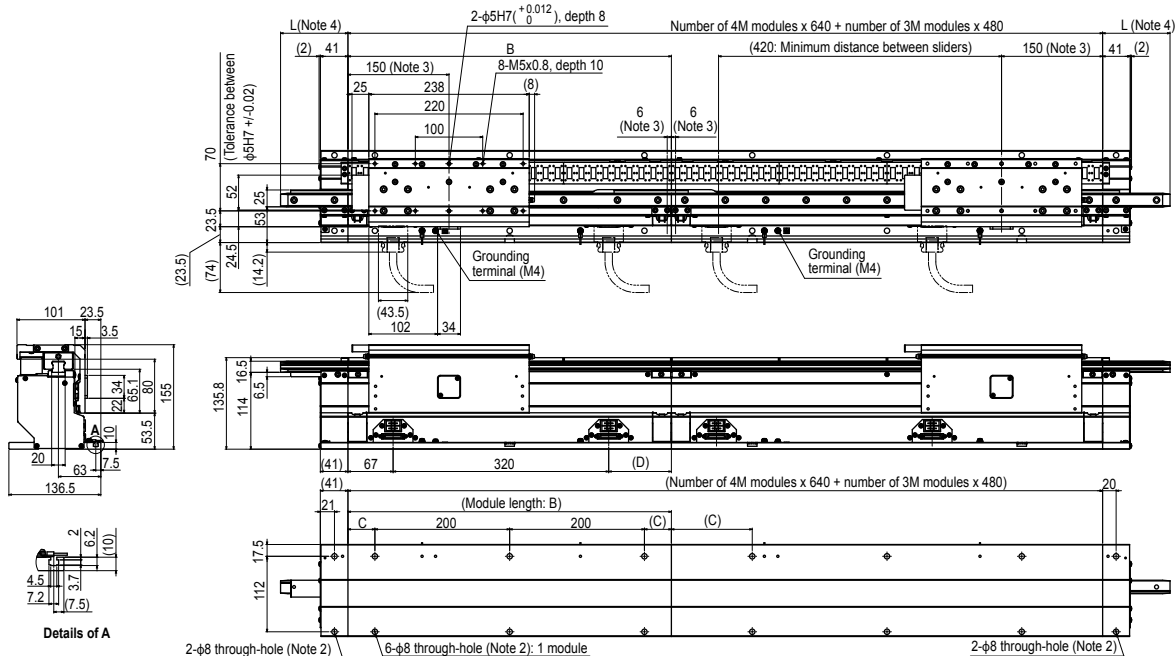 2-φ5H7( +0.012 0 ), depth 8
L(Note 4)
Number of 4M modules x 640 + number of 3M modules x 480
L (Note 4)
(2)
41
B
(420: Minimum distance between sliders)
150 (Note 3)
41
(2)
150 (Note 3)
8-M5x0.8, depth 10
25
238
(8)
220
6
(Note 3)
6
(Note 3)
100
(Tolerance between
φ5H7 +/-0.02)
70
52
25
23.5
53
24.5
(14.2)
(23.5)
(74)
Grounding
terminal (M4)
Grounding
terminal (M4)
(43.5)
102
34
101
23.5
15
3.5
34
22
65.1
80
155
53.5
10
A
20
63
7.5
136.5
135.8
114
16.5
6.5
(41)
67
320
(D)
(41)
(Number of 4M modules x 640 + number of 3M modules x 480)
20
21
(Module length: B)
C
200
200
(C)
(C)
17.5
112
2
6.2
(10)
4.5
3.7
7.2
(7.5)
Details of A
2-φ8 through-hole (Note 2)
6-φ8 through-hole (Note 2): 1 module
2-φ8 through-hole (Note 2)